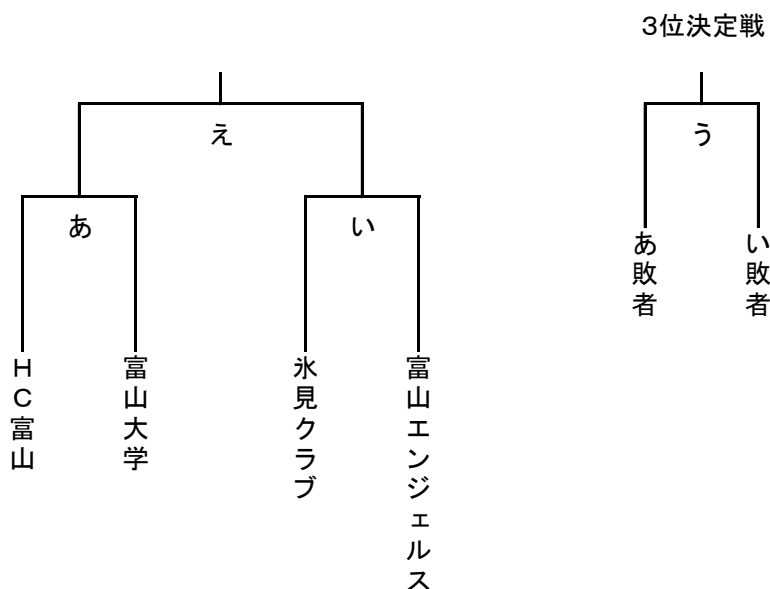 3位決定戦
え
う
あ
い
あ敗者
い敗者
HC富山
富山大学
氷見クラブ
富山エンジェルス